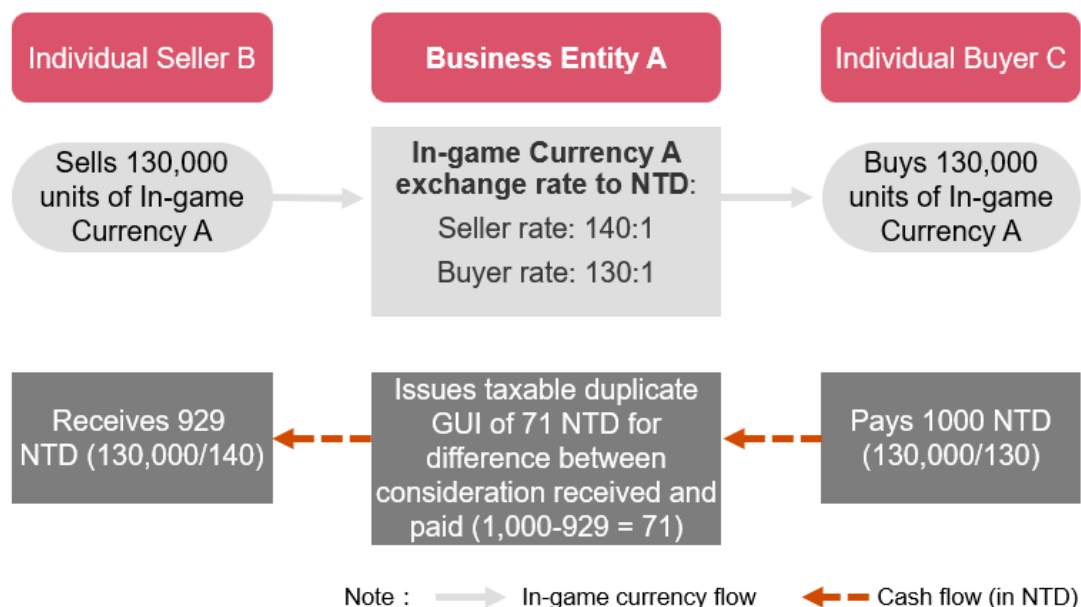 Individual Seller B
Business Entity A
Individual Buyer C
Sells 130,000
units of In-game
Currency A
In-game Currency A
exchange rate to NTD:
Seller rate: 140:1
Buyer rate: 130:1
Buys 130,000
units of In-game
Currency A
Receives 929
NTD (130,000/140)
Issues taxable duplicate
GUI of 71 NTD for
difference between
consideration received and
paid (1,000-929 = 71)
Pays 1000 NTD
(130,000/130)
Note : In-game currency flow Cash flow (in NTD)